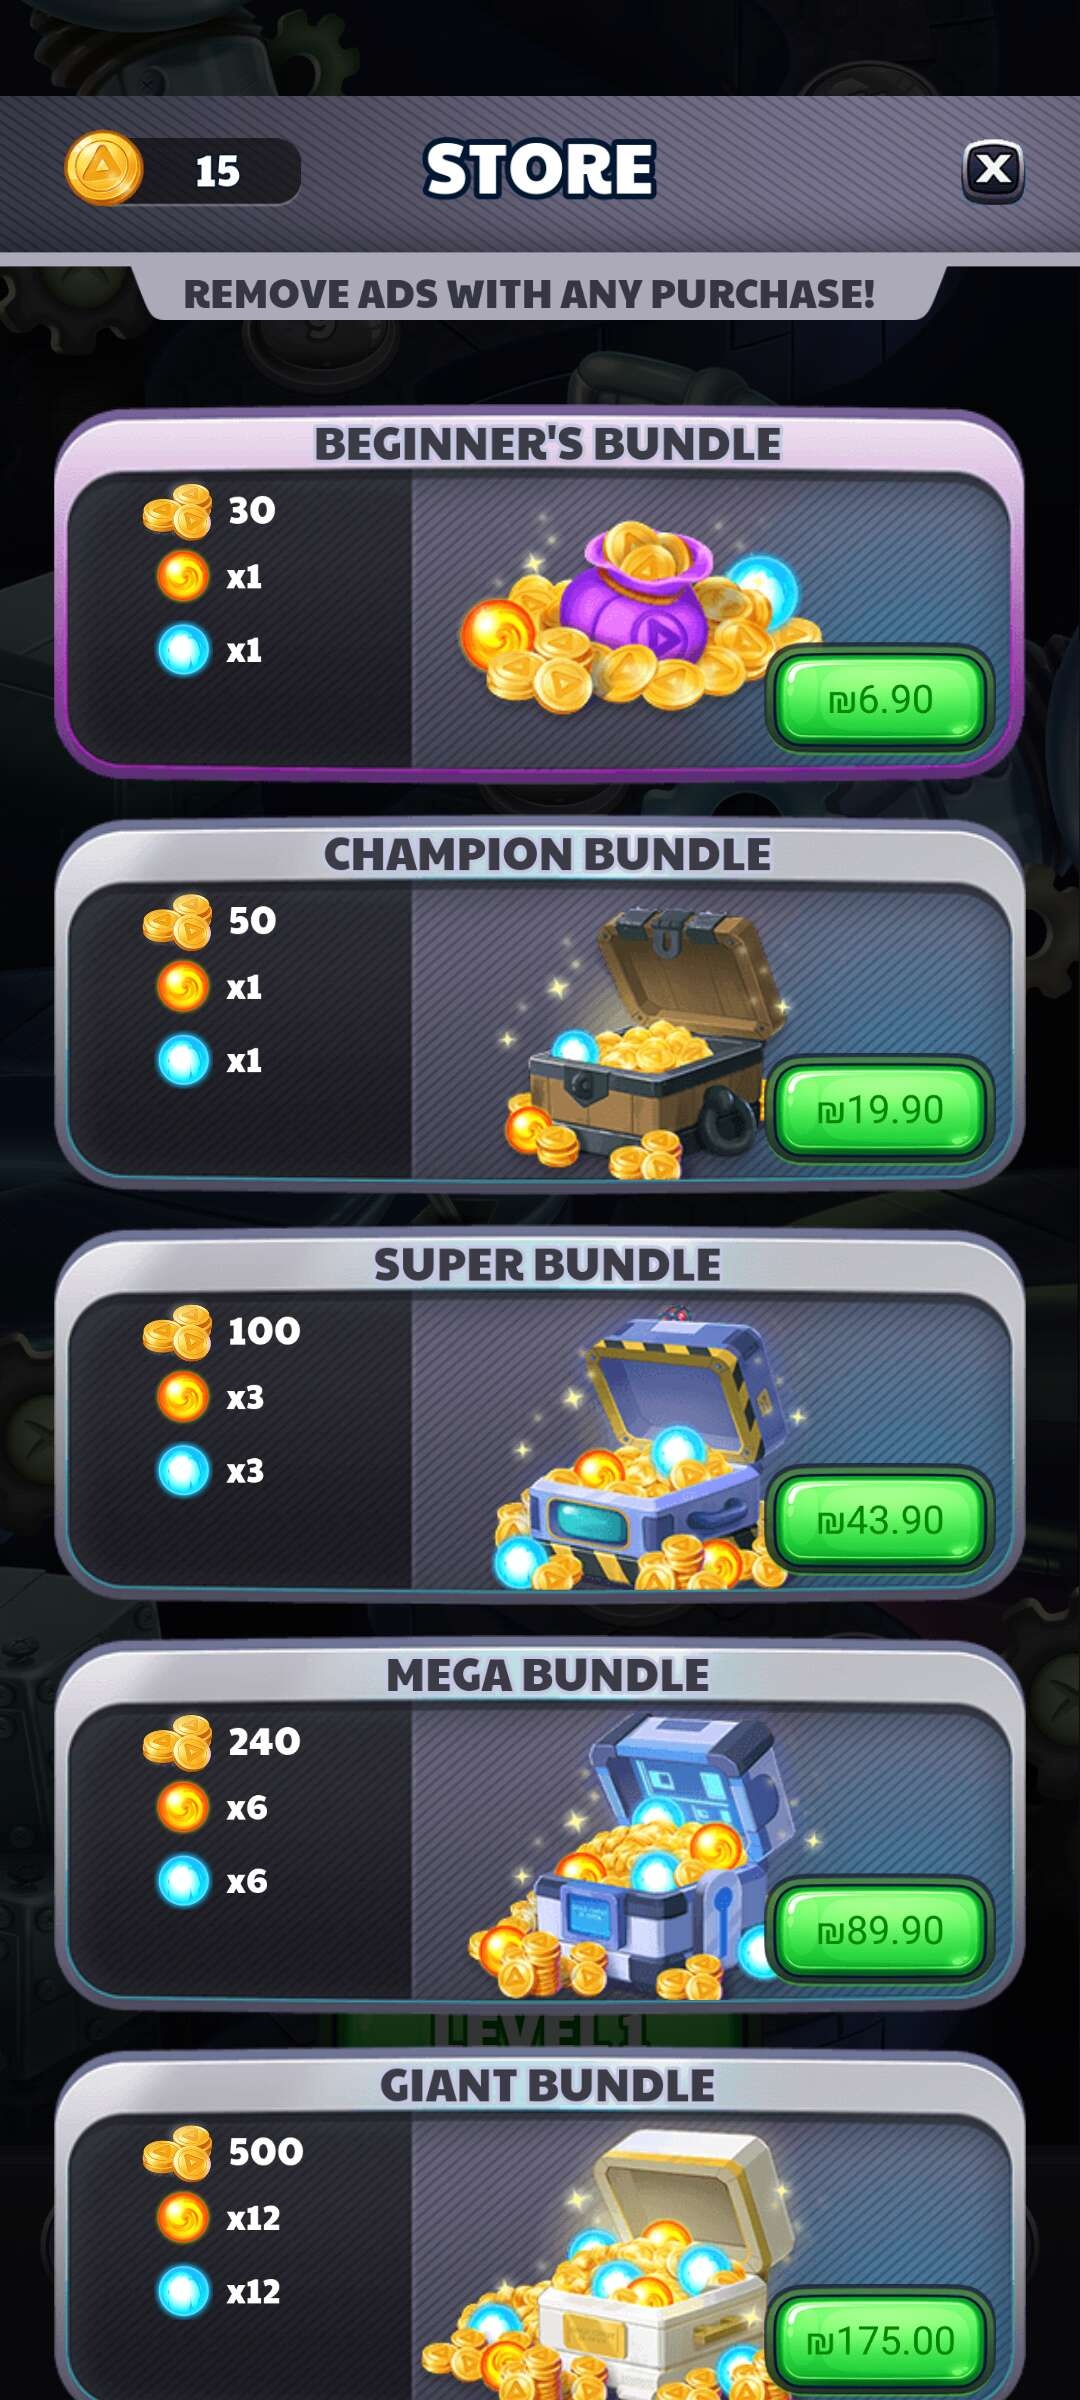 15
STORE
X
REMOVE ADS WITH ANY PURCHASE!
BEGINNER'S BUNDLE
30
x1
x1
₪6.90
CHAMPION BUNDLE
50
x1
x1
₪19.90
SUPER BUNDLE
100
x3
x3
₪43.90
MEGA BUNDLE
240
x6
x6
₪89.90
LEVEL 1
GIANT BUNDLE
500
x12
x12
₪175.00